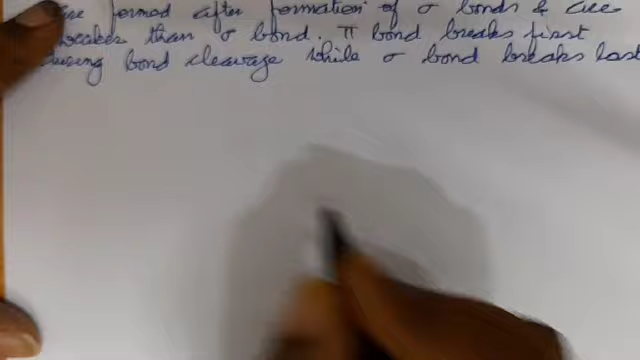 are formed after formation of σ bonds & are
weaker than σ bond. π bond breaks first
during bond cleavage while σ bond breaks last